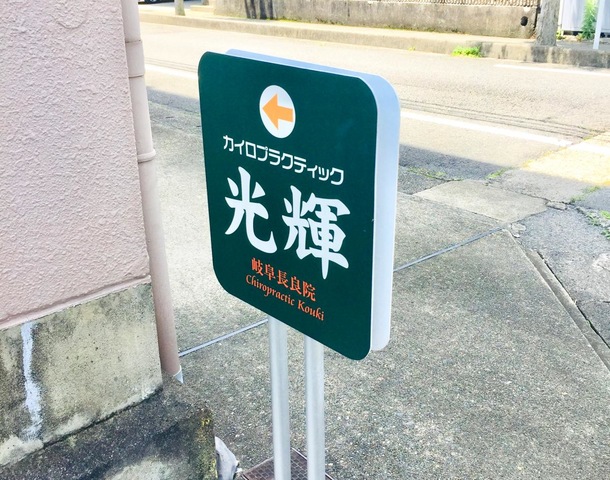 カイロプラクティック
光輝
岐阜長良院
Chiropractic Kouki